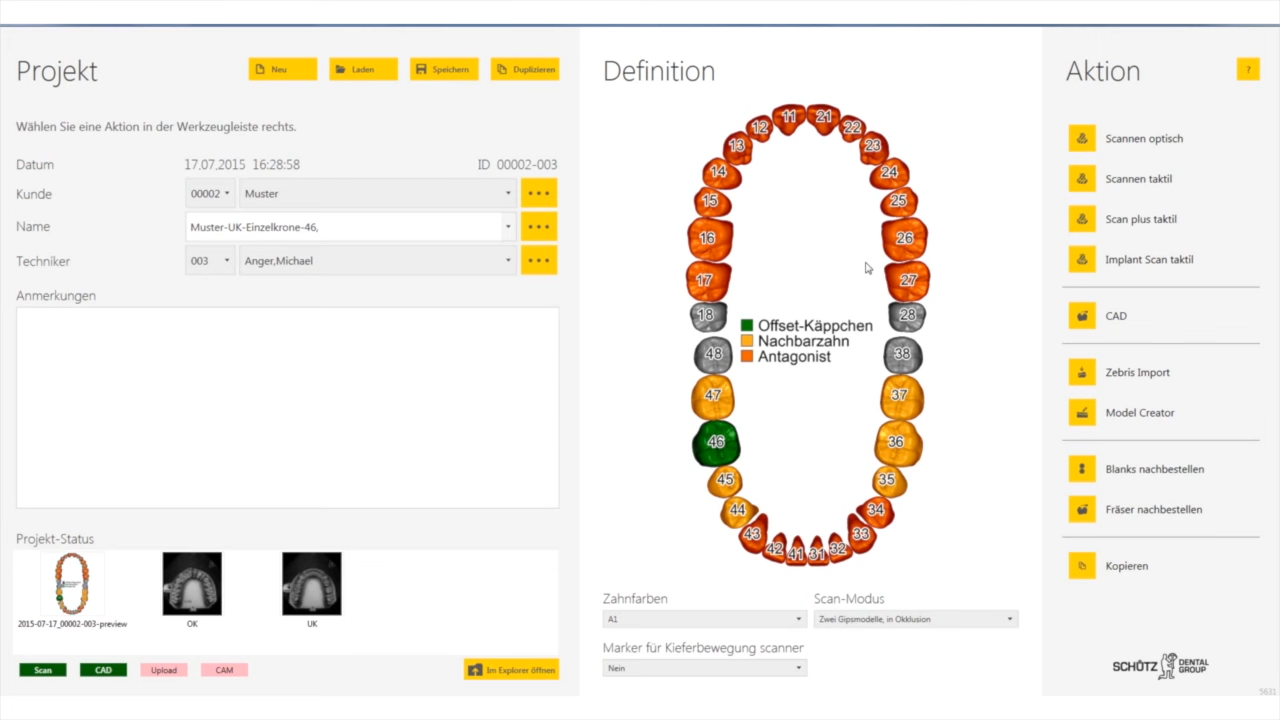 Projekt
Neu
Laden
Speichern
Duplizieren
Wählen Sie eine Aktion in der Werkzeugleiste rechts.
Datum 17.07.2015 16:28:58 ID 00002-003
Kunde 00002 Muster
Name Muster-UK-Einzelkrone-46,
Techniker 003 Anger,Michael
Anmerkungen
Projekt-Status
2015-07-17_00002-003-preview
OK
UK
Scan
CAD
Upload
CAM
Im Explorer öffnen
Definition
11 21
12 22
13 23
14 24
15 25
16 26
17 27
18 28
Offset-Käppchen
Nachbarzahn
Antagonist
48 38
47 37
46 36
45 35
44 34
43 33
42 41 31 32
Zahnfarben
A1
Scan-Modus
Zwei Gipsmodelle, in Okklusion
Marker für Kieferbewegung scanner
Nein
Aktion
?
Scannen optisch
Scannen taktil
Scan plus taktil
Implant Scan taktil
CAD
Zebris Import
Model Creator
Blanks nachbestellen
Fräser nachbestellen
Kopieren
SCHÜTZ DENTAL
GROUP
5631